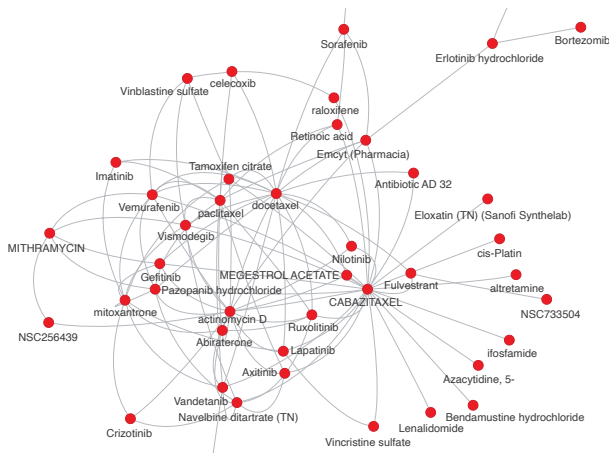 Bortezomib
Sorafenib
Erlotinib hydrochloride
celecoxib
Vinblastine sulfate
raloxifene
Retinoic acid
Emcyt (Pharmacia)
Tamoxifen citrate
Imatinib
Antibiotic AD 32
Vemurafenib
paclitaxel
docetaxel
Eloxatin (TN) (Sanofi Synthelab)
Vismodegib
MITHRAMYCIN
cis-Platin
Nilotinib
Gefitinib
MEGESTROL ACETATE
Fulvestrant
altretamine
Pazopanib hydrochloride
CABAZITAXEL
mitoxantrone
NSC733504
actinomycin D
Ruxolitinib
NSC256439
Abiraterone
ifosfamide
Lapatinib
Axitinib
Azacytidine, 5-
Vandetanib
Bendamustine hydrochloride
Navelbine ditartrate (TN)
Lenalidomide
Crizotinib
Vincristine sulfate